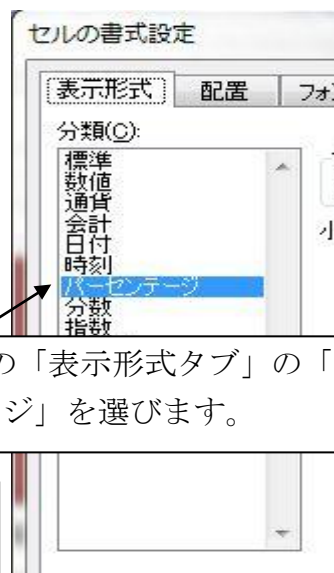 セルの書式設定
表示形式 配置 フォ
分類(C):
標準
数値
通貨
会計
日付
時刻
パーセンテージ
分数
指数
小
の「表示形式タブ」の「
ジ」を選びます。